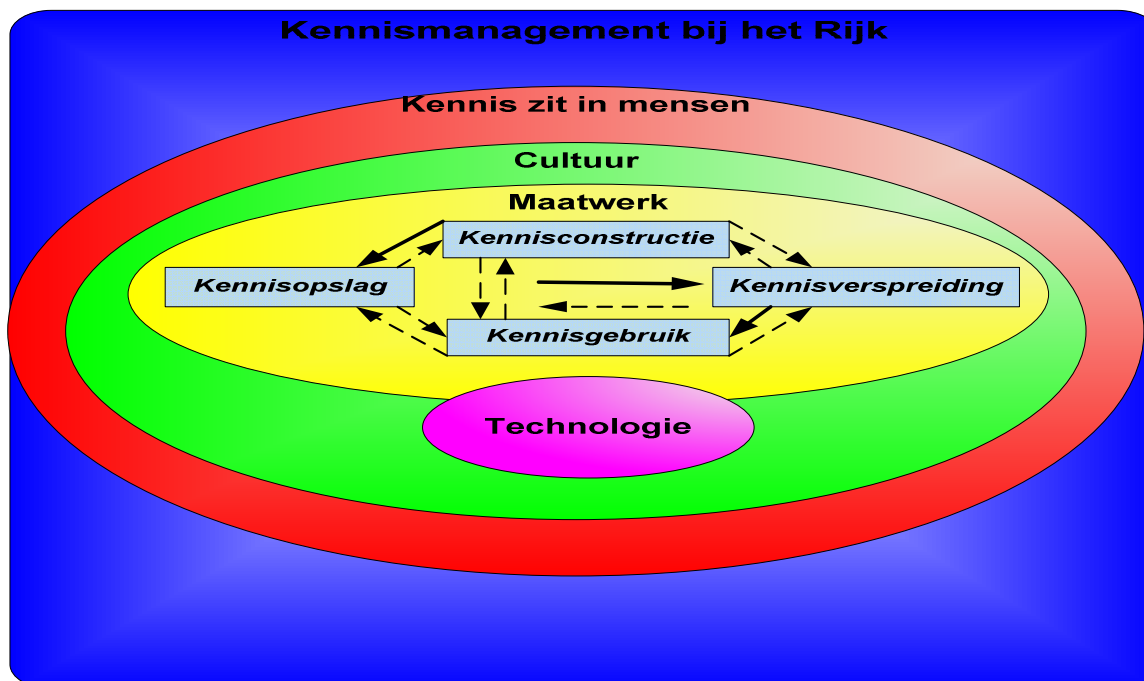 Kennismanagement bij het Rijk
Kennis zit in mensen
Cultuur
Maatwerk
Kennisconstructie
Kennisopslag
Kennisverspreiding
Kennisgebruik
Technologie